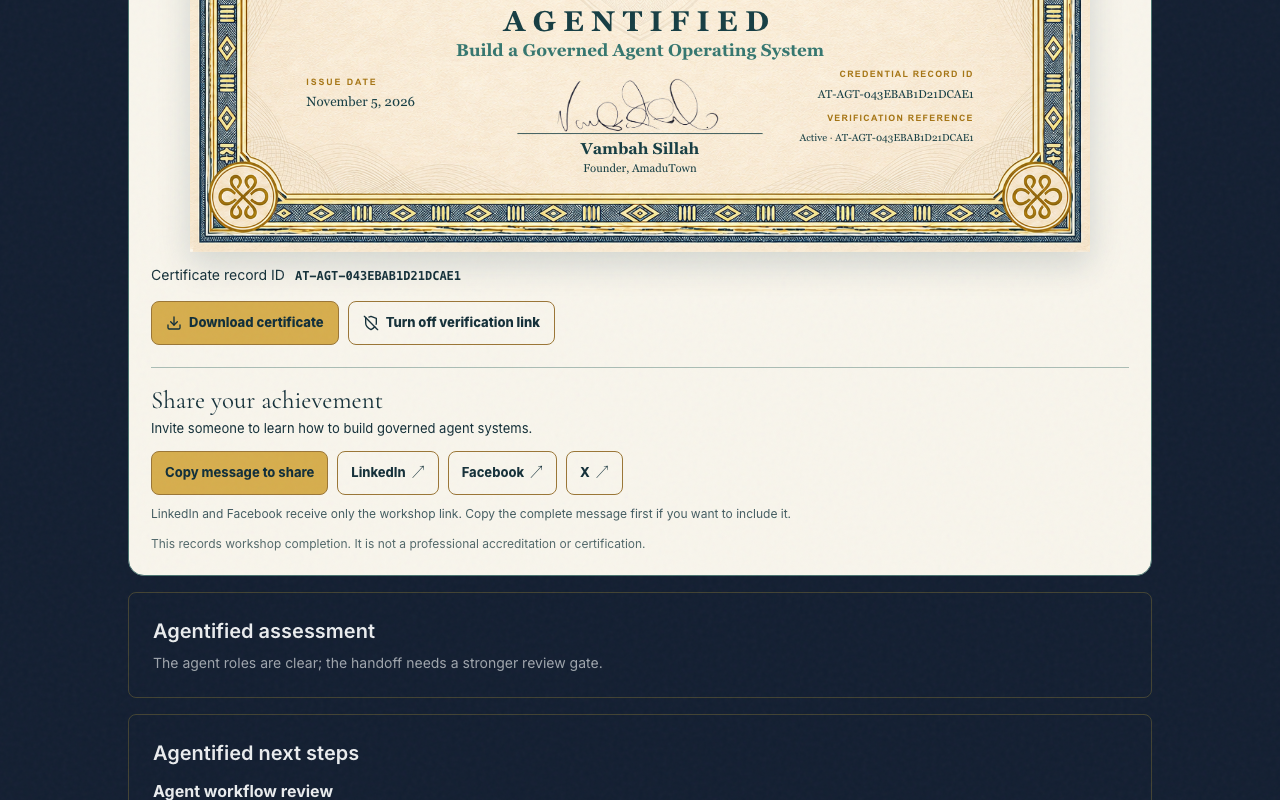 AGENTIFIED
Build a Governed Agent Operating System
ISSUE DATE
November 5, 2026
Vambah Sillah
Founder, AmaduTown
CREDENTIAL RECORD ID
AT-AGT-043EBAB1D21DCAE1
VERIFICATION REFERENCE
Active · AT-AGT-043EBAB1D21DCAE1
Certificate record ID AT-AGT-043EBAB1D21DCAE1
Download certificate
Turn off verification link
Share your achievement
Invite someone to learn how to build governed agent systems.
Copy message to share
LinkedIn ↗
Facebook ↗
X ↗
LinkedIn and Facebook receive only the workshop link. Copy the complete message first if you want to include it.
This records workshop completion. It is not a professional accreditation or certification.
Agentified assessment
The agent roles are clear; the handoff needs a stronger review gate.
Agentified next steps
Agent workflow review